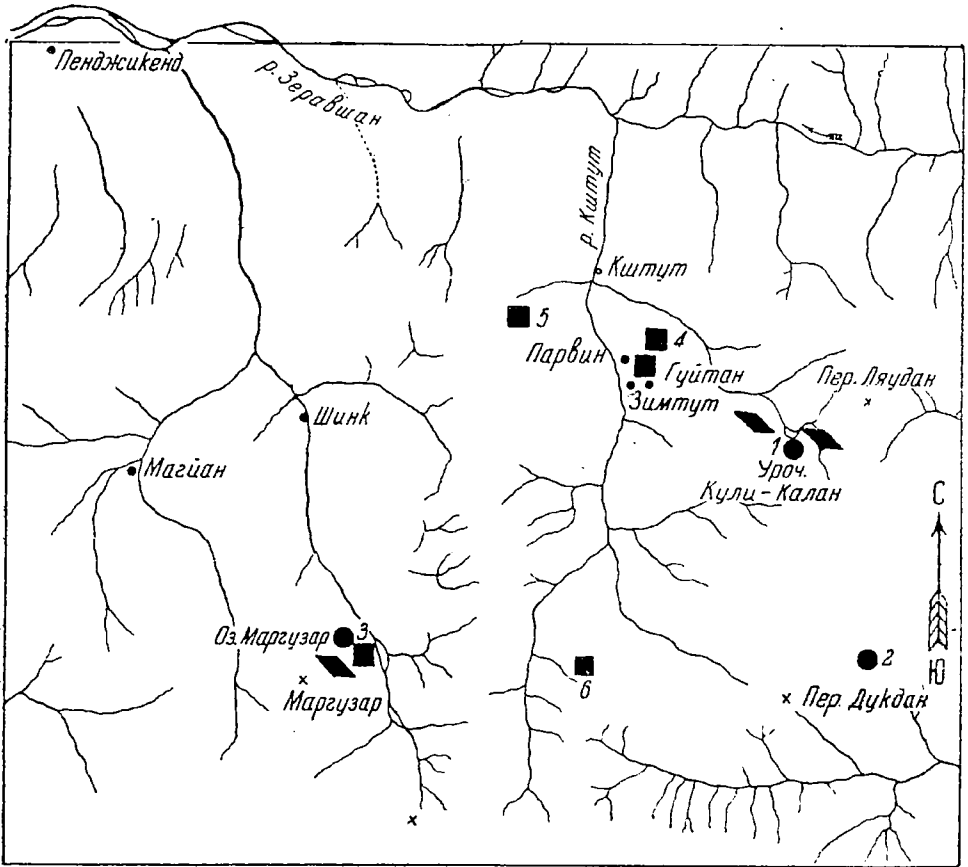 Пенджикенд
р. Зеравшан
р. Кштут
Кштут
5
4
Парвин
Гуйтан
Пер. Ляудан
Зимтут
Шинк
1
Уроч.
Кули-Калан
Магиан
С
Ю
Оз. Маргузар
3
2
Маргузар
6
Пер. Дукдан